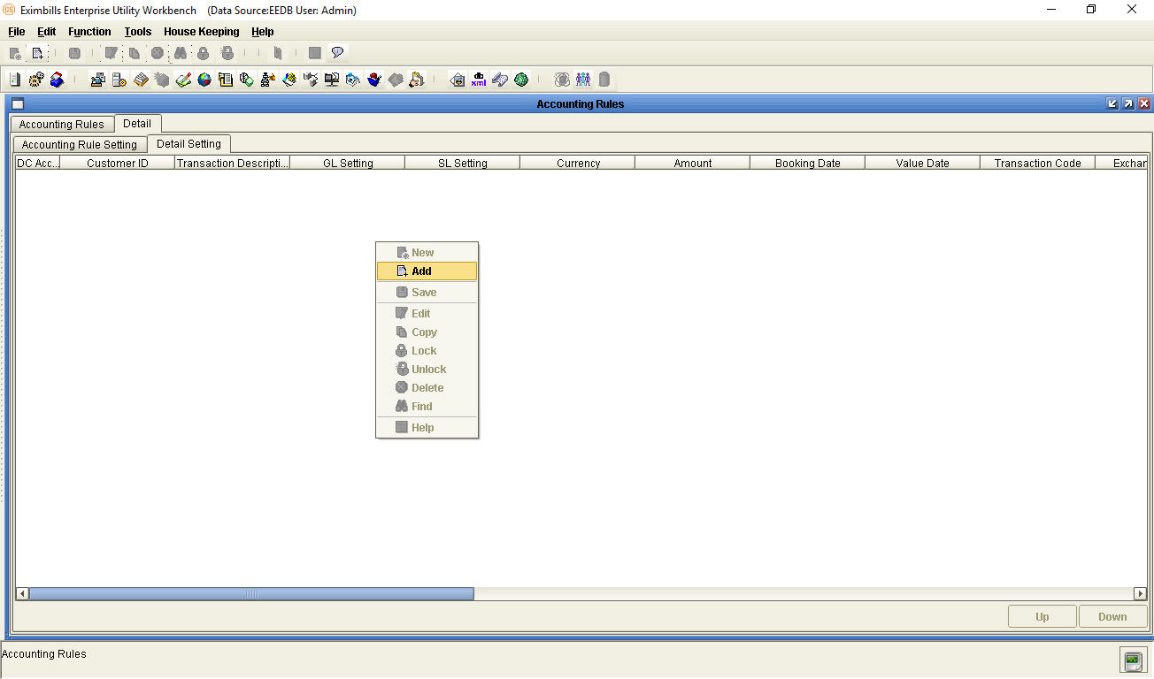 Eximbills Enterprise Utility Workbench (Data Source:EEDB User: Admin)
File Edit Function Tools House Keeping Help
Accounting Rules
Accounting Rules Detail
Accounting Rule Setting Detail Setting
DC Acc... Customer ID Transaction Descripti... GL Setting SL Setting Currency Amount Booking Date Value Date Transaction Code Exchan
New
Add
Save
Edit
Copy
Lock
Unlock
Delete
Find
Help
Up Down
Accounting Rules